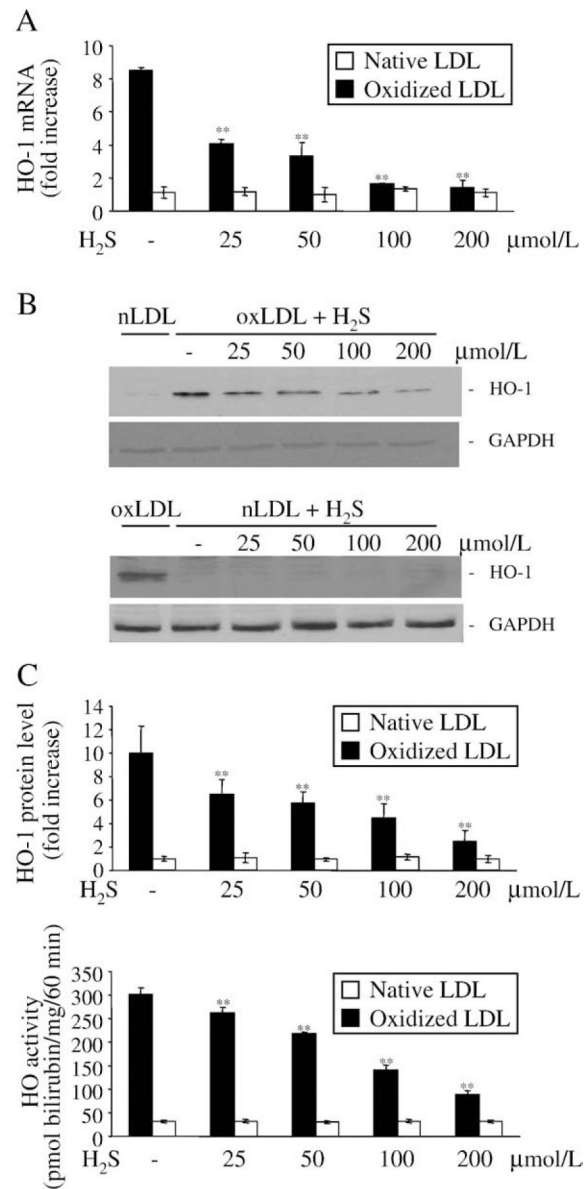 A
HO-1 mRNA
(fold increase)
10
8
6
4
2
0
Native LDL
Oxidized LDL
**
**
**
**
H₂S - 25 50 100 200 μmol/L
B
nLDL oxLDL + H₂S
- 25 50 100 200 μmol/L
- HO-1
- GAPDH
oxLDL nLDL + H₂S
- 25 50 100 200 μmol/L
- HO-1
- GAPDH
C
HO-1 protein level
(fold increase)
14
12
10
8
6
4
2
0
Native LDL
Oxidized LDL
**
**
**
**
H₂S - 25 50 100 200 μmol/L
HO activity
(pmol bilirubin/mg/60 min)
350
300
250
200
150
100
50
0
Native LDL
Oxidized LDL
**
**
**
**
H₂S - 25 50 100 200 μmol/L